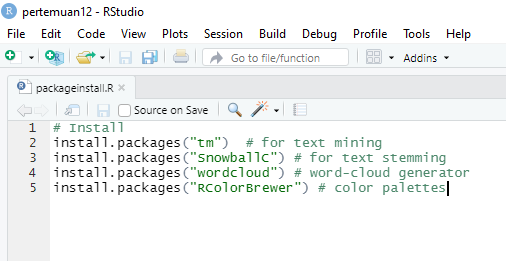 pertemuan12 - RStudio
File Edit Code View Plots Session Build Debug Profile Tools Help
Go to file/function Addins
packageinstall.R
Source on Save
1 # Install
2 install.packages("tm")  # for text mining
3 install.packages("SnowballC") # for text stemming
4 install.packages("wordcloud") # word-cloud generator
5 install.packages("RColorBrewer") # color palettes